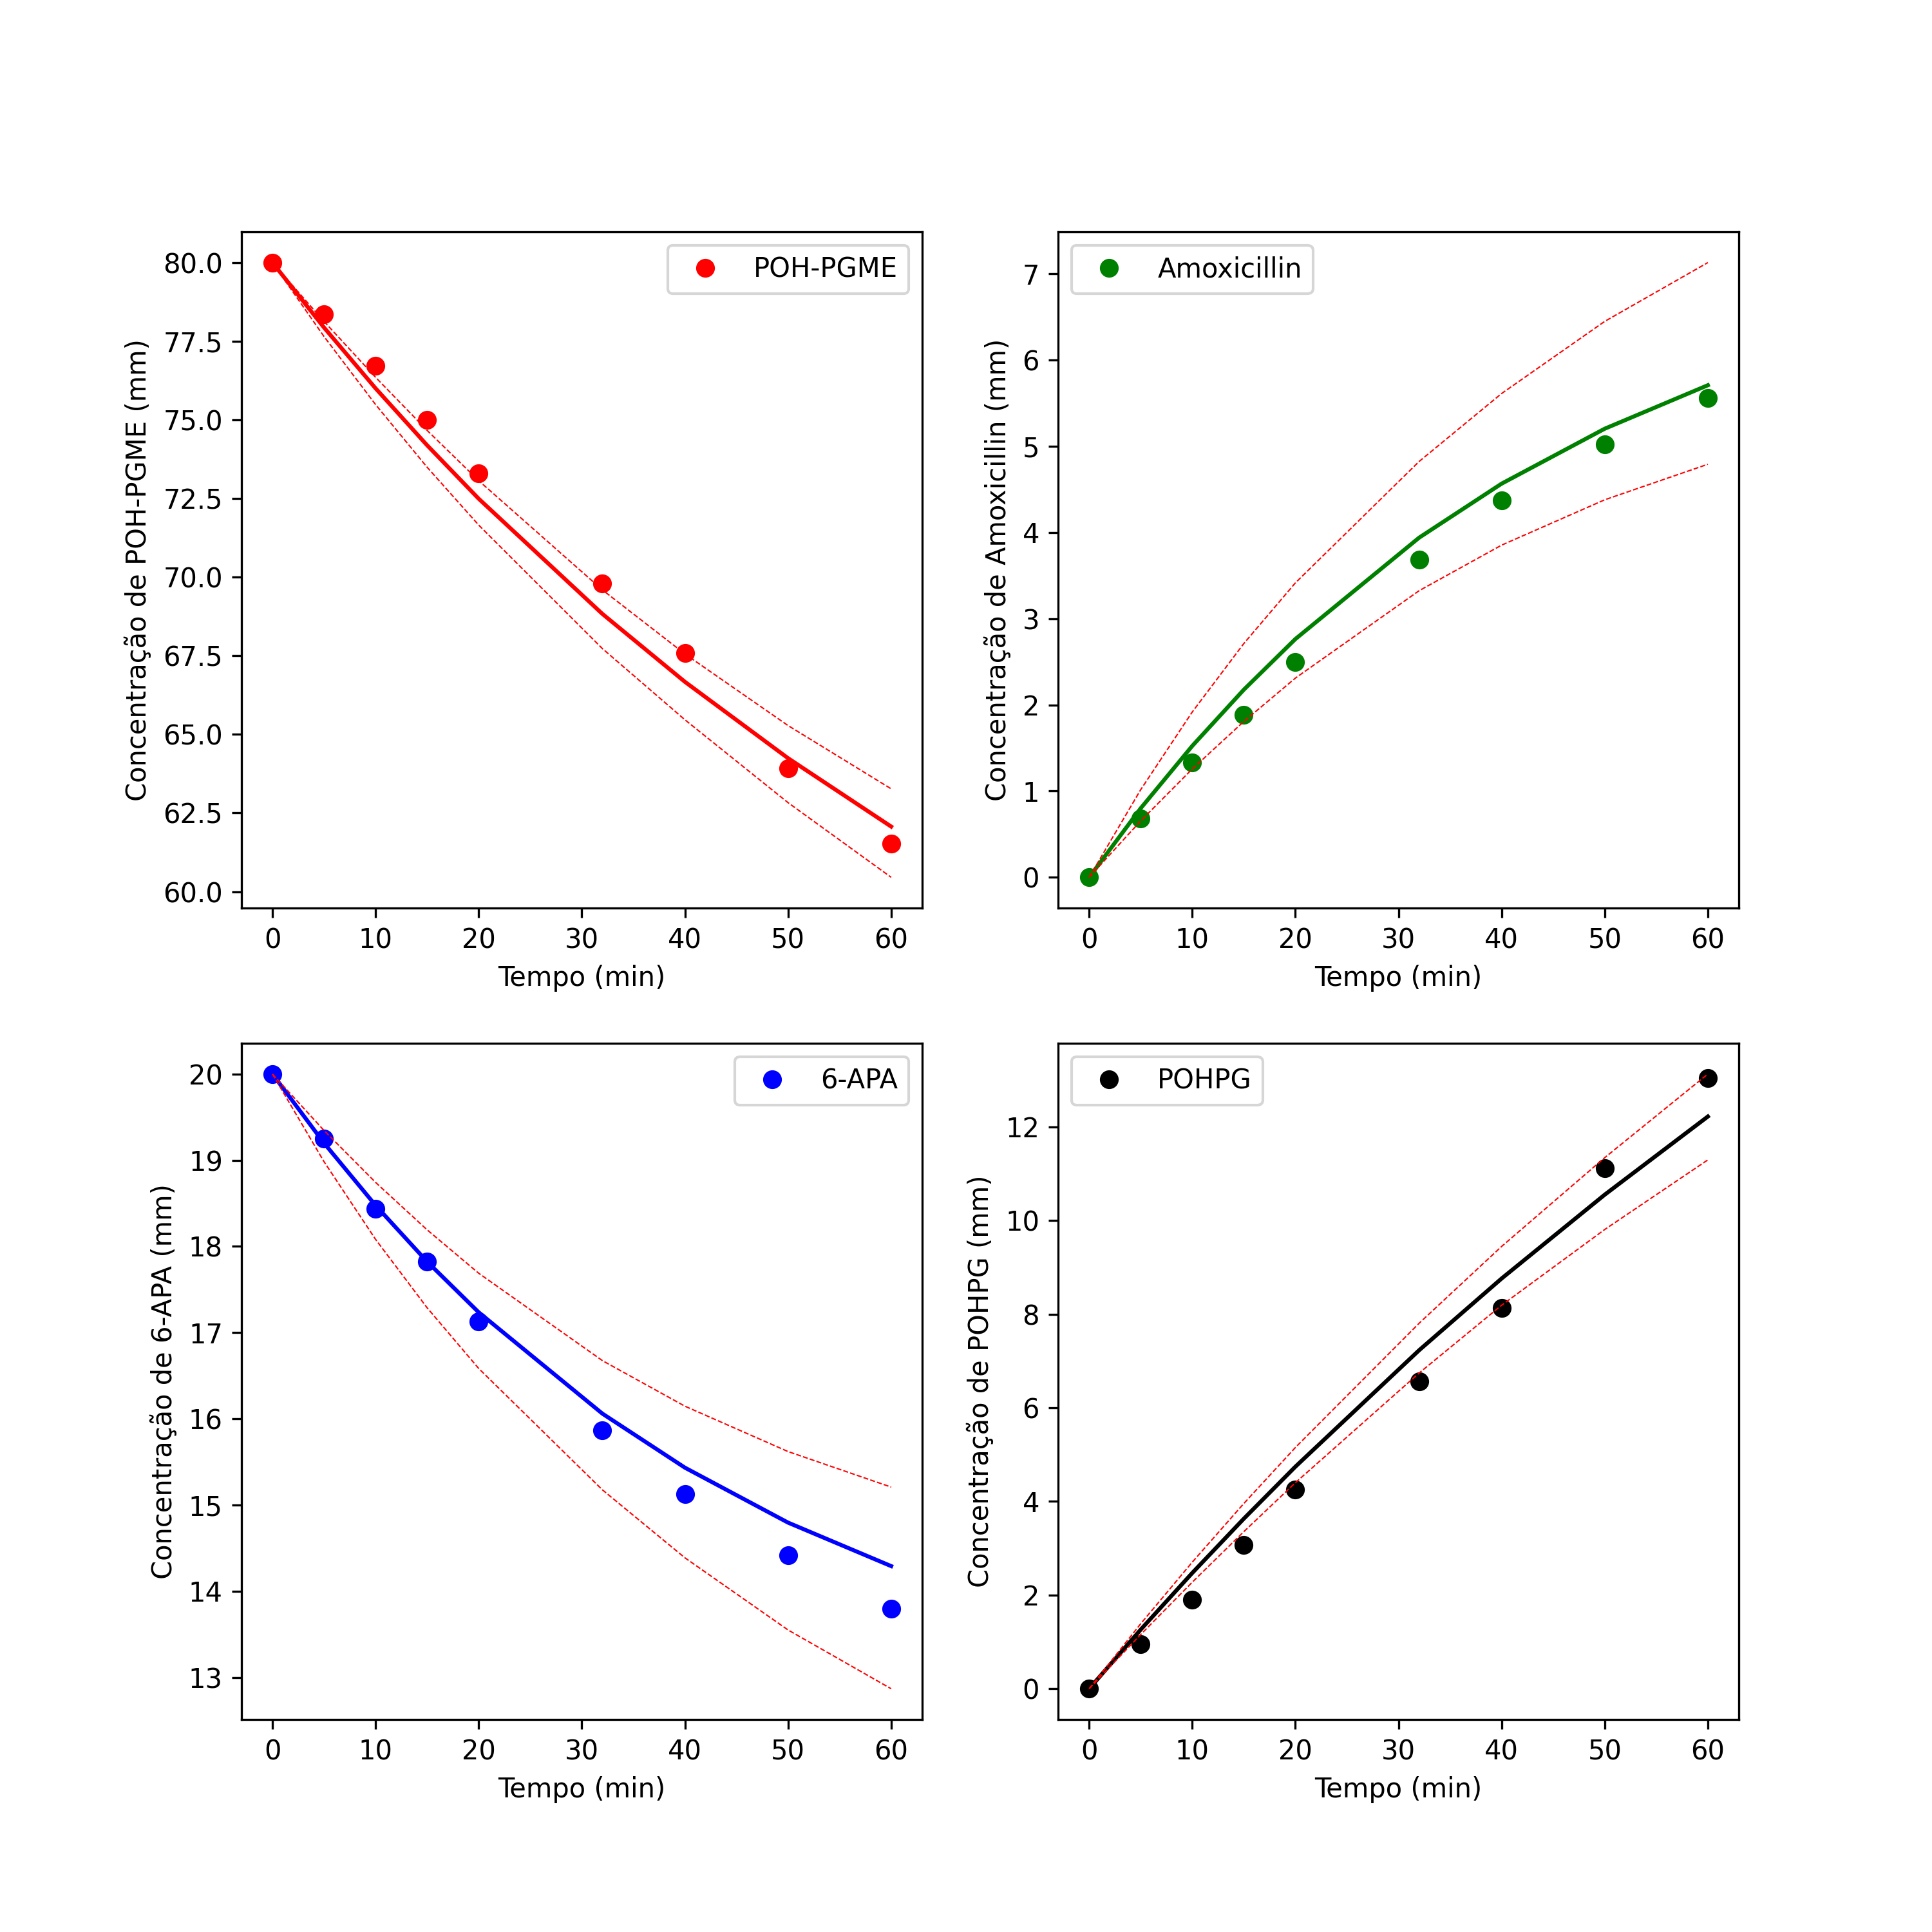 POH-PGME
Concentração de POH-PGME (mm)
80.0
77.5
75.0
72.5
70.0
67.5
65.0
62.5
60.0
0 10 20 30 40 50 60
Tempo (min)
Amoxicillin
Concentração de Amoxicillin (mm)
7
6
5
4
3
2
1
0
0 10 20 30 40 50 60
Tempo (min)
6-APA
Concentração de 6-APA (mm)
20
19
18
17
16
15
14
13
0 10 20 30 40 50 60
Tempo (min)
POHPG
Concentração de POHPG (mm)
12
10
8
6
4
2
0
0 10 20 30 40 50 60
Tempo (min)